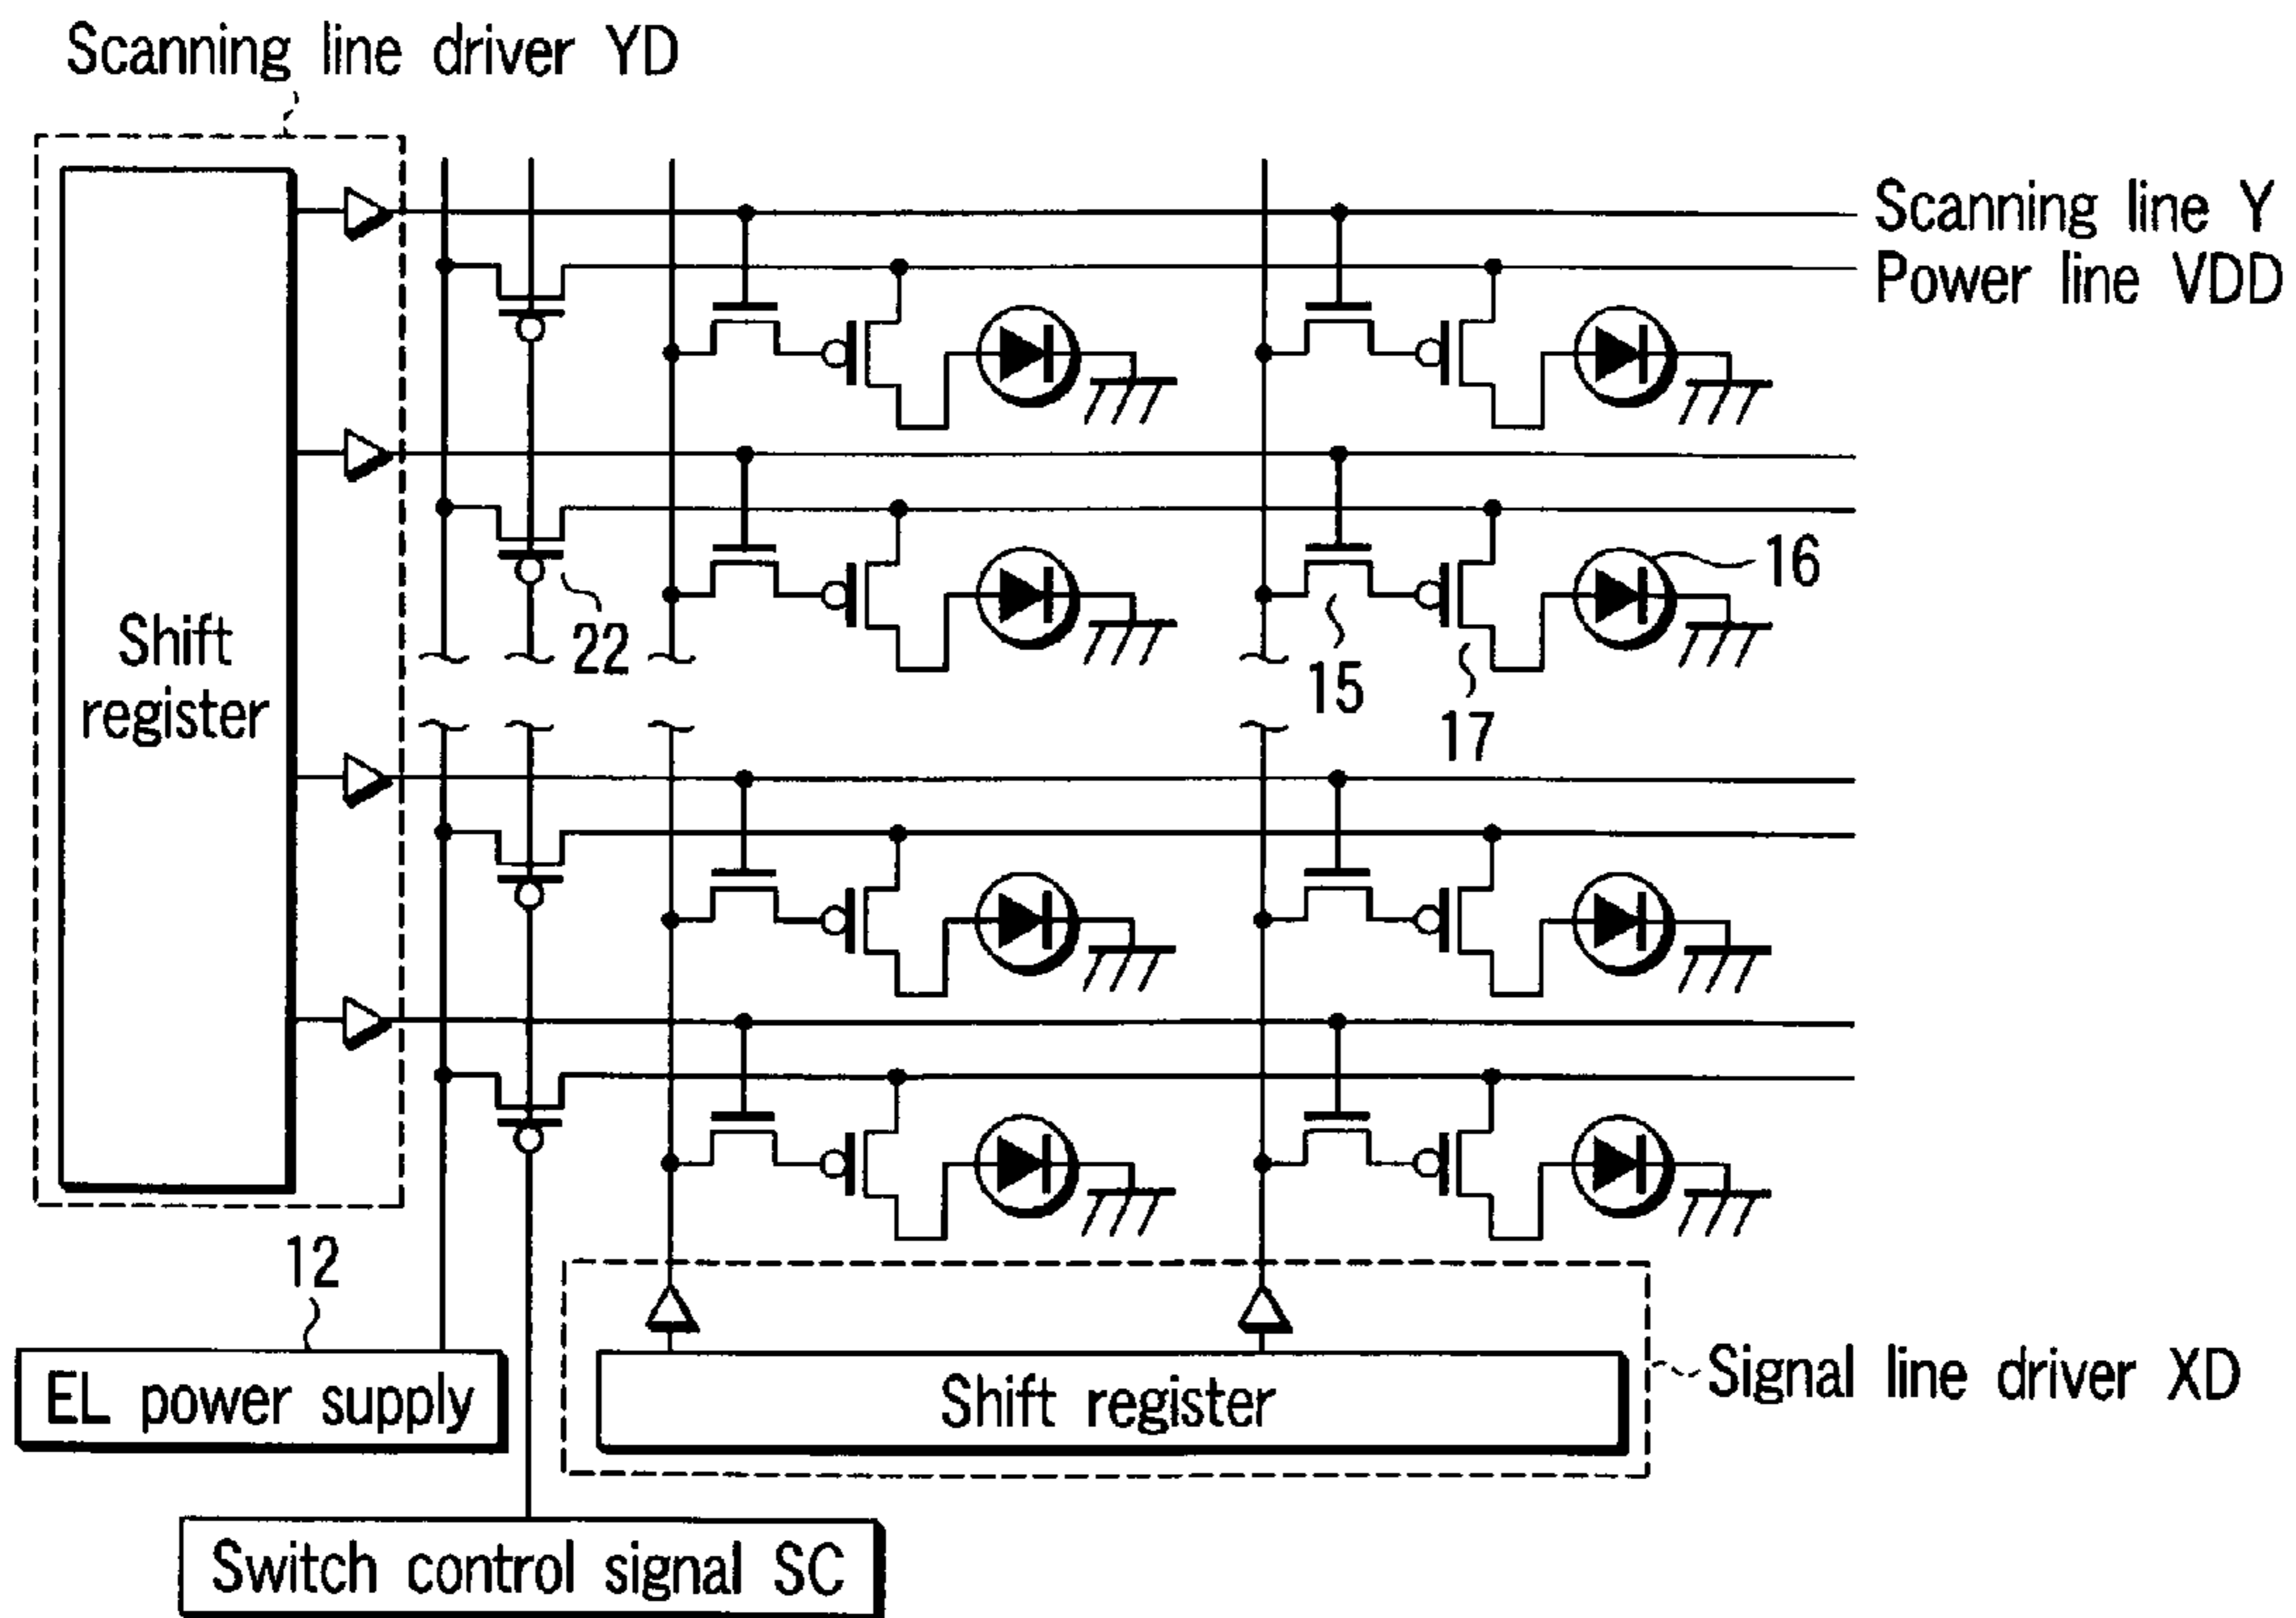 Scanning line driver YD
Scanning line Y
Power line VDD
16
22
Shift
register
15
17
12
EL power supply
Shift register
Signal line driver XD
Switch control signal SC